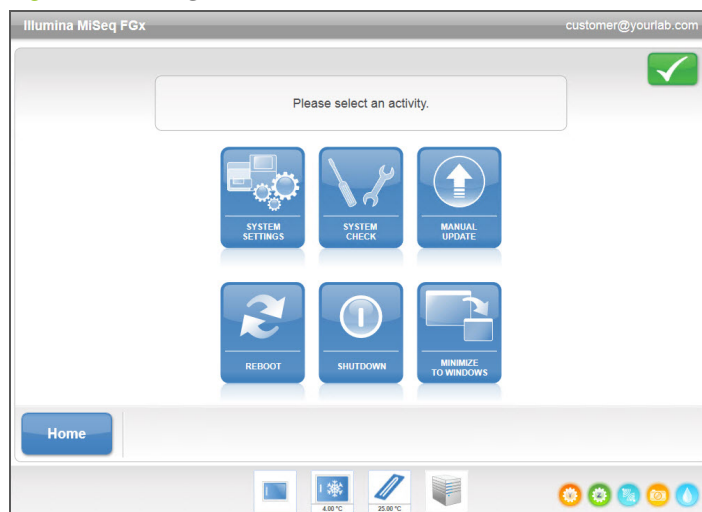 Illumina MiSeq FGx
customer@yourlab.com
Please select an activity.
SYSTEM
SETTINGS
SYSTEM
CHECK
MANUAL
UPDATE
REBOOT
SHUTDOWN
MINIMIZE
TO WINDOWS
Home
4.00 °C
25.00 °C